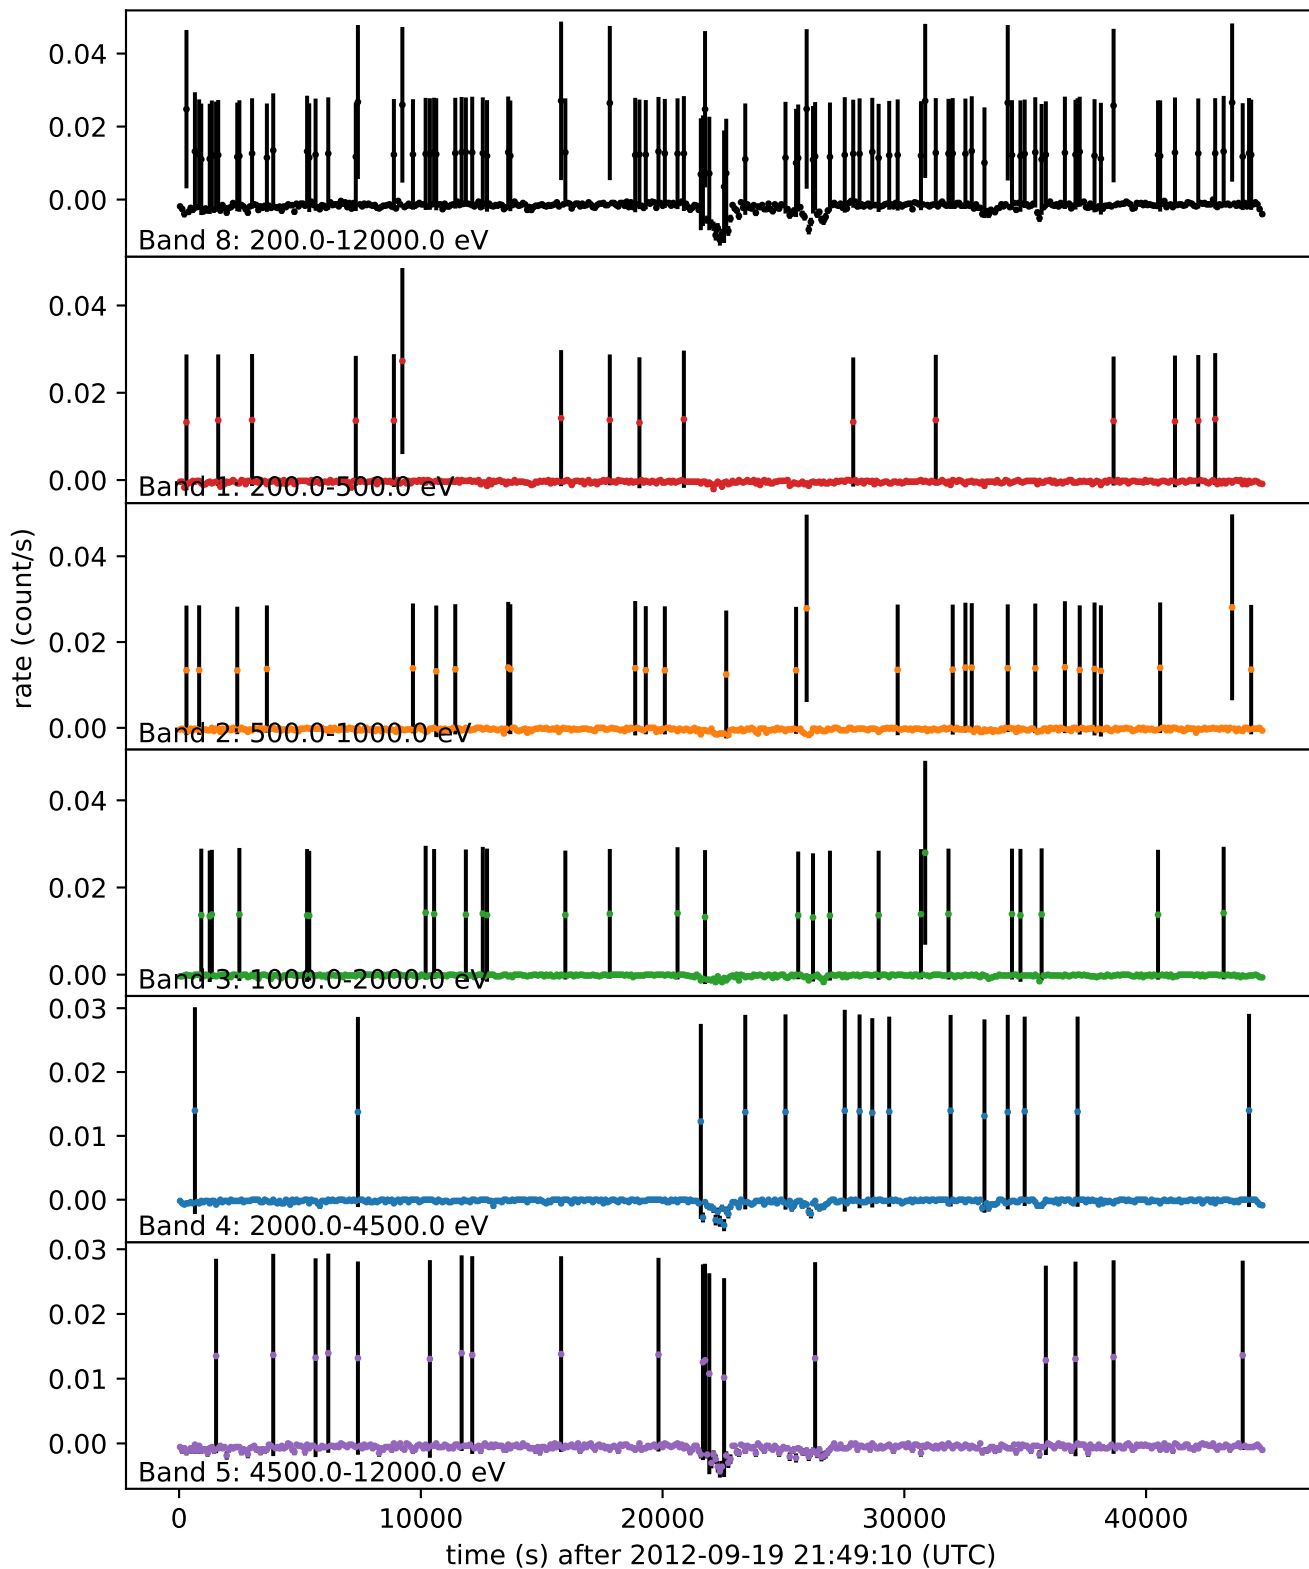 0.04
0.02
0.00
Band 8: 200.0-12000.0 eV
0.04
0.02
0.00
Band 1: 200.0-500.0 eV
0.04
0.02
0.00
Band 2: 500.0-1000.0 eV
rate (count/s)
0.04
0.02
0.00
Band 3: 1000.0-2000.0 eV
0.03
0.02
0.01
0.00
Band 4: 2000.0-4500.0 eV
0.03
0.02
0.01
0.00
Band 5: 4500.0-12000.0 eV
0 10000 20000 30000 40000
time (s) after 2012-09-19 21:49:10 (UTC)